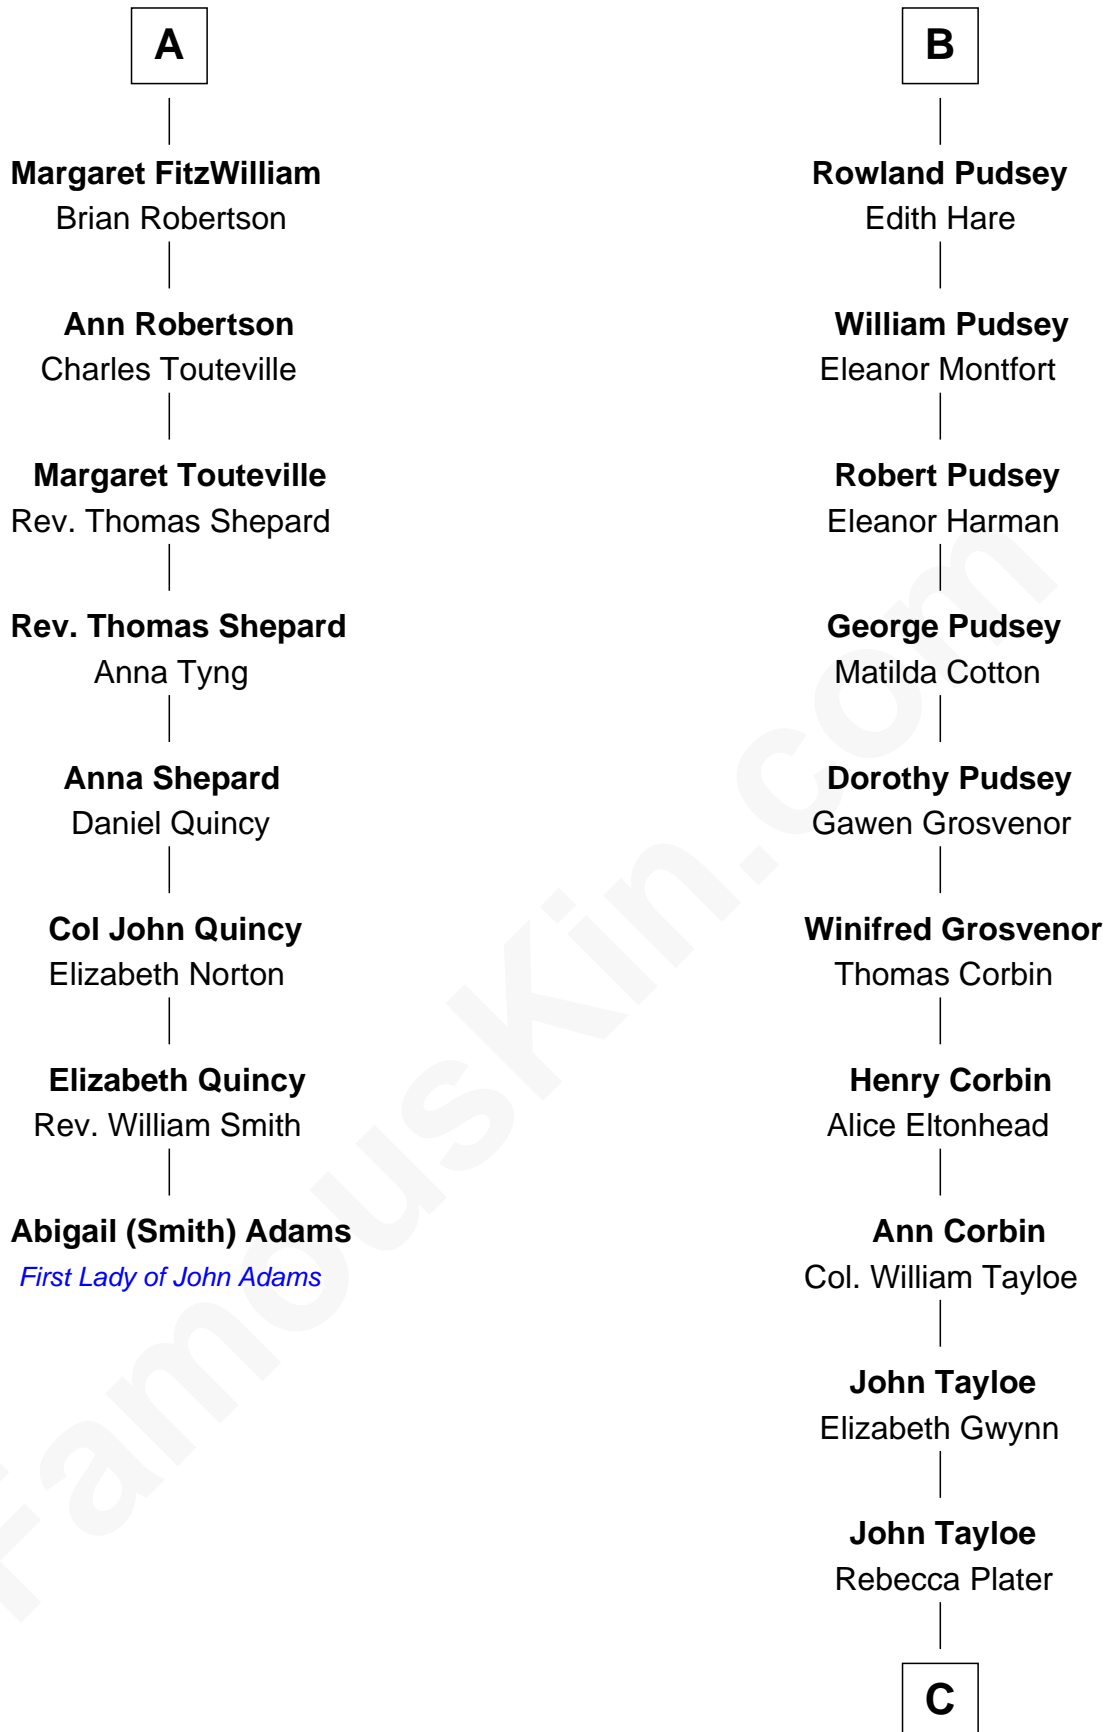 A
Margaret FitzWilliam
Brian Robertson
Ann Robertson
Charles Touteville
Margaret Touteville
Rev. Thomas Shepard
Rev. Thomas Shepard
Anna Tyng
Anna Shepard
Daniel Quincy
Col John Quincy
Elizabeth Norton
Elizabeth Quincy
Rev. William Smith
Abigail (Smith) Adams
First Lady of John Adams
B
Rowland Pudsey
Edith Hare
William Pudsey
Eleanor Montfort
Robert Pudsey
Eleanor Harman
George Pudsey
Matilda Cotton
Dorothy Pudsey
Gawen Grosvenor
Winifred Grosvenor
Thomas Corbin
Henry Corbin
Alice Eltonhead
Ann Corbin
Col. William Tayloe
John Tayloe
Elizabeth Gwynn
John Tayloe
Rebecca Plater
C
FamousKin.com